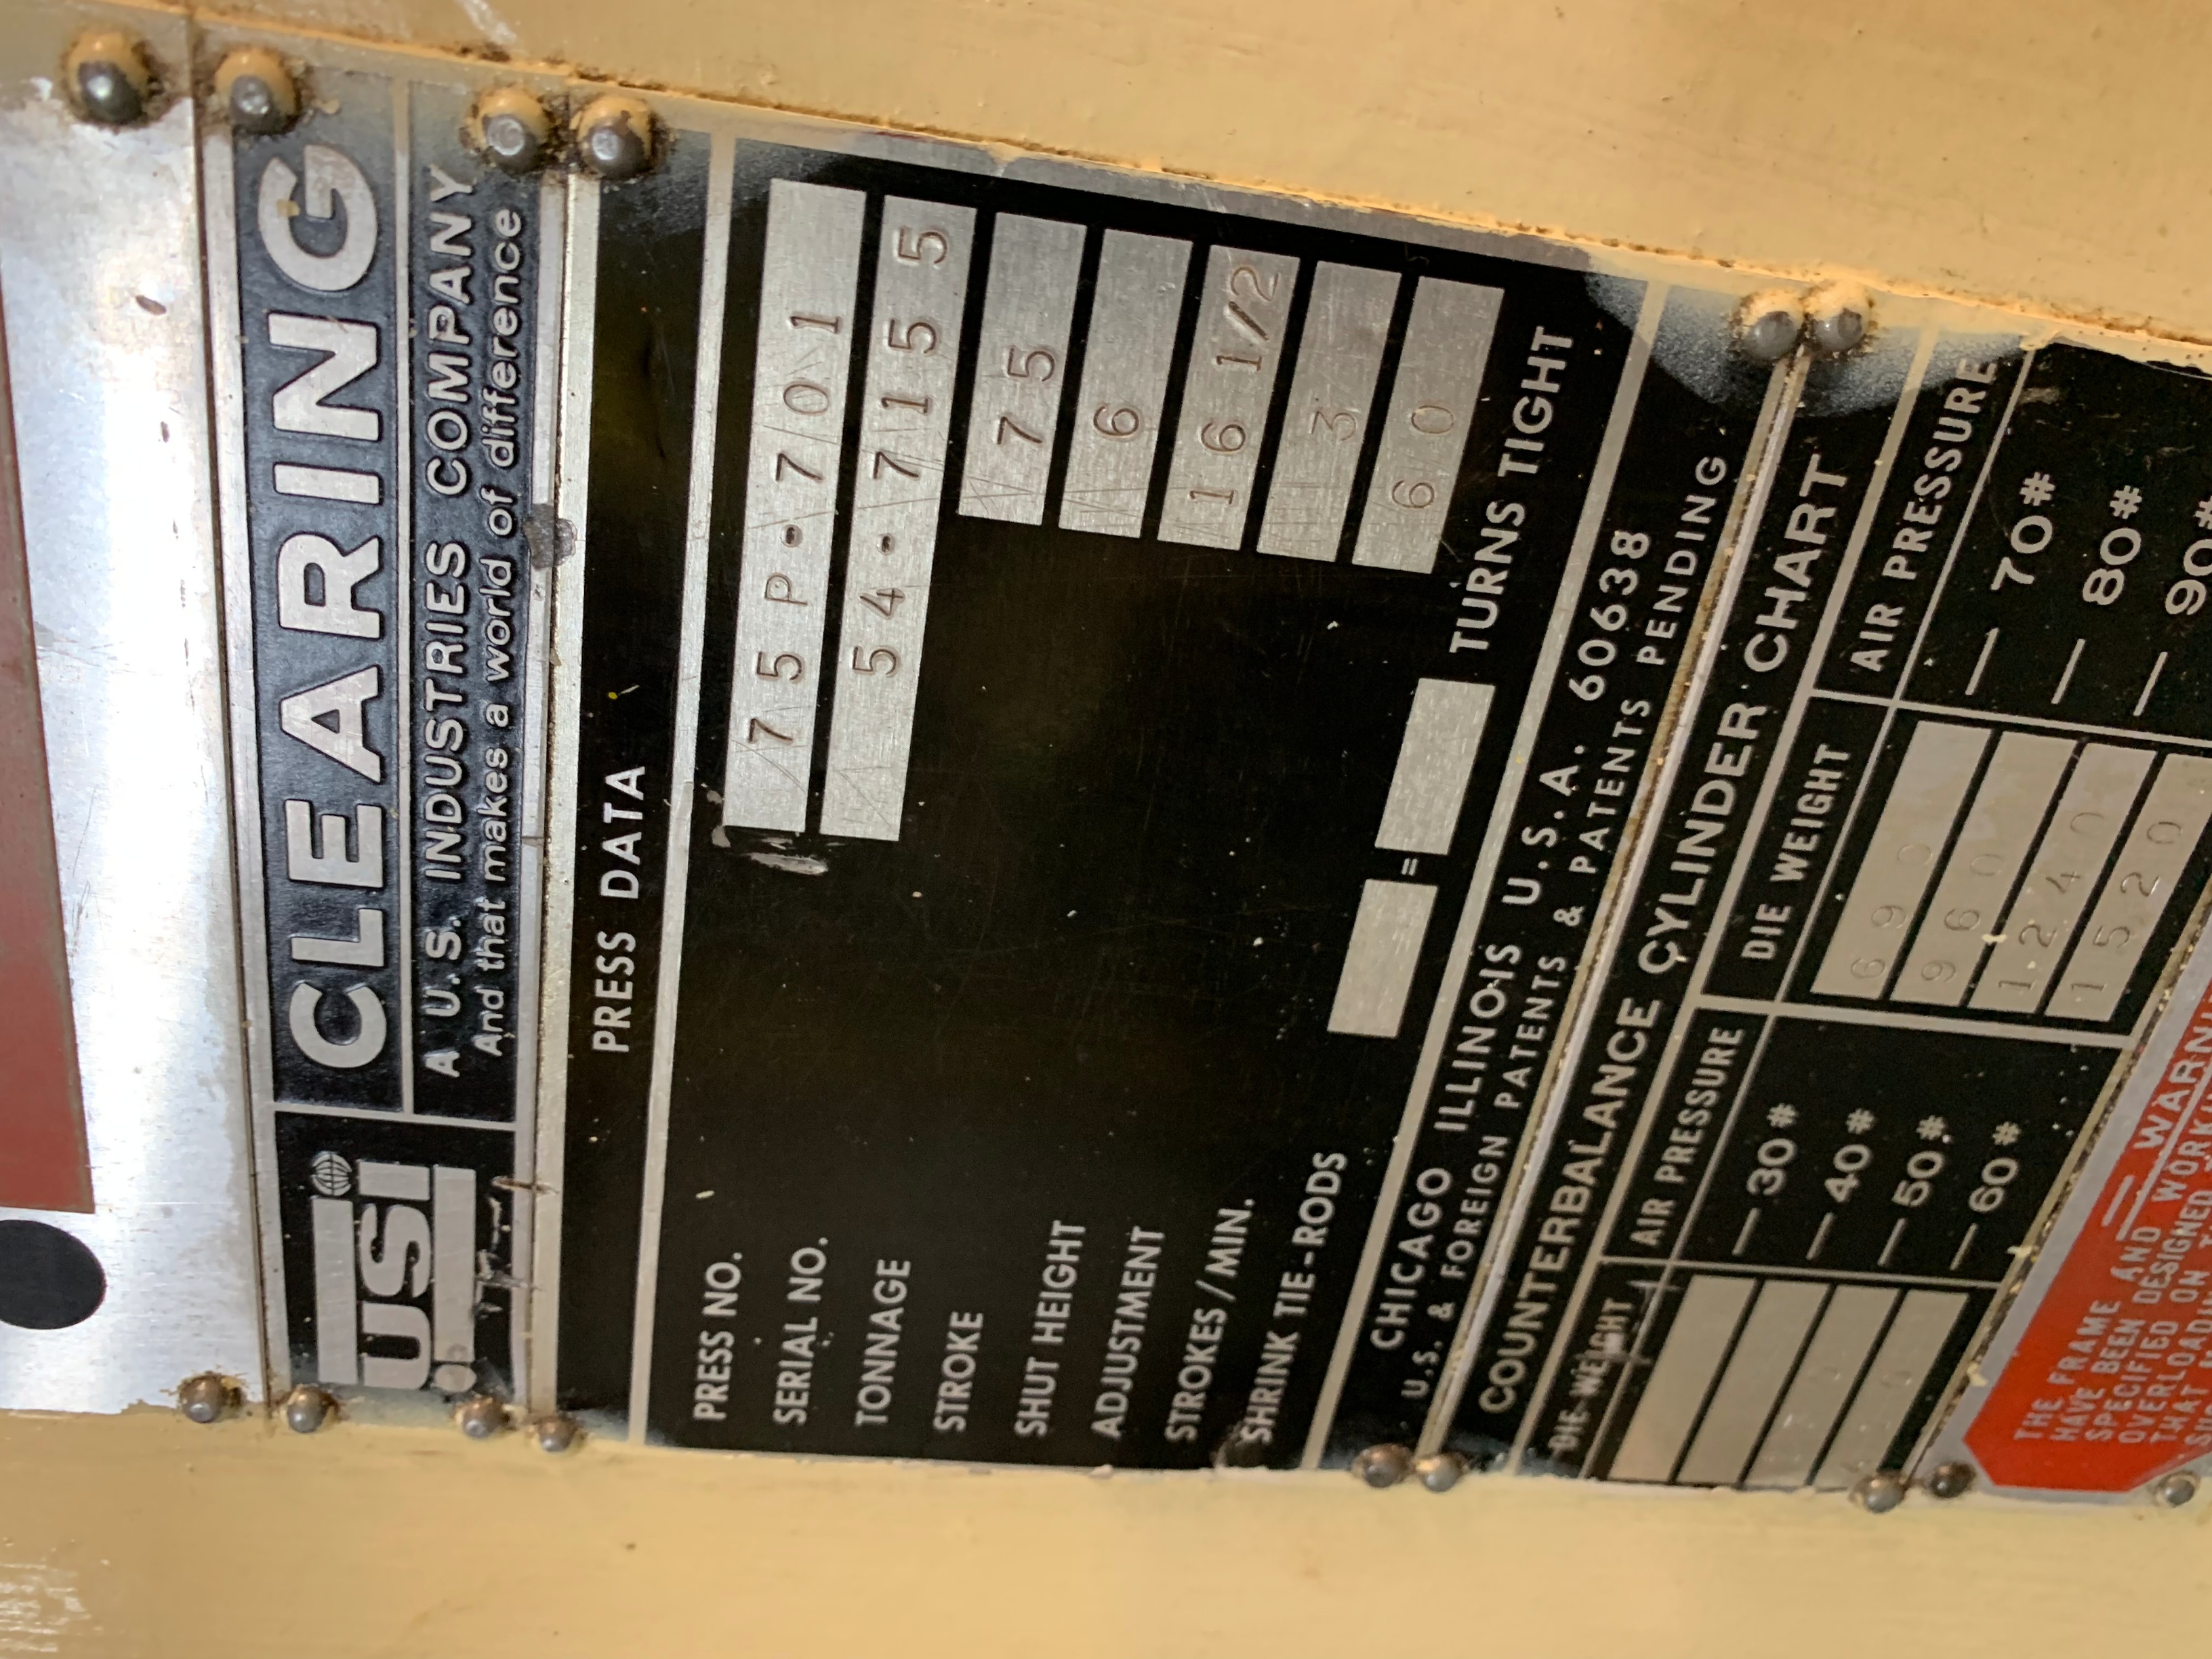 USI
CLEARING
A U.S. INDUSTRIES COMPANY
And that makes a world of difference
PRESS DATA
PRESS NO. 75P-701
SERIAL NO. 54-7155
TONNAGE 75
STROKE 6
SHUT HEIGHT 16 1/2
ADJUSTMENT 3
STROKES/MIN. 60
SHRINK TIE-RODS = TURNS TIGHT
CHICAGO ILLINOIS U.S.A. 60638
U.S. & FOREIGN PATENTS & PATENTS PENDING
COUNTERBALANCE CYLINDER CHART
DIE WEIGHT AIR PRESSURE DIE WEIGHT AIR PRESSURE
— 30# 690 — 70#
— 40# 960 — 80#
— 50# 1240 — 90#
— 60# 1520
THE FRAME AND WORKI
HAVE BEEN DESIGNED
SPECIFIED ON T
OVERLOADING
THAT